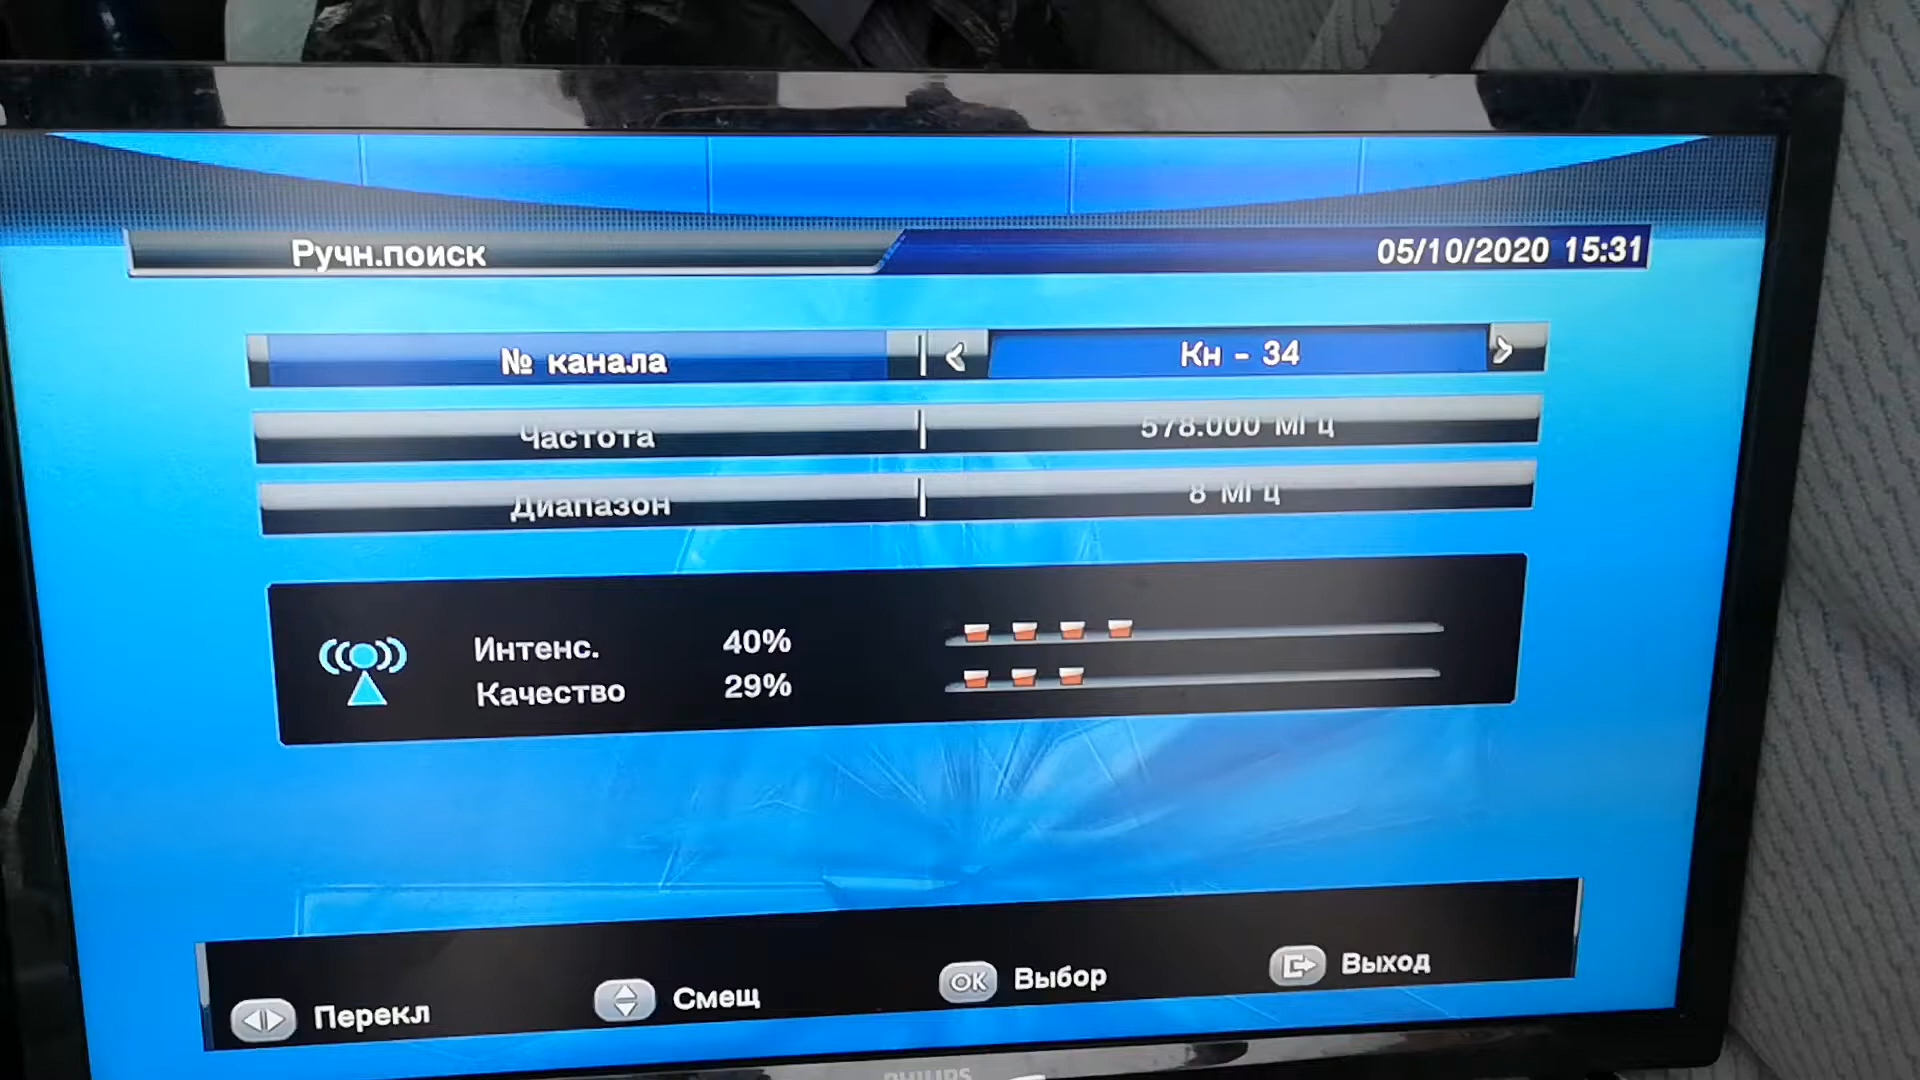 Ручн.поиск 05/10/2020 15:31
№ канала Кн - 34
Частота 578.000 МГц
Диапазон 8 МГц
Интенс. 40%
Качество 29%
Перекл Смещ OK Выбор Выход
PHILIPS